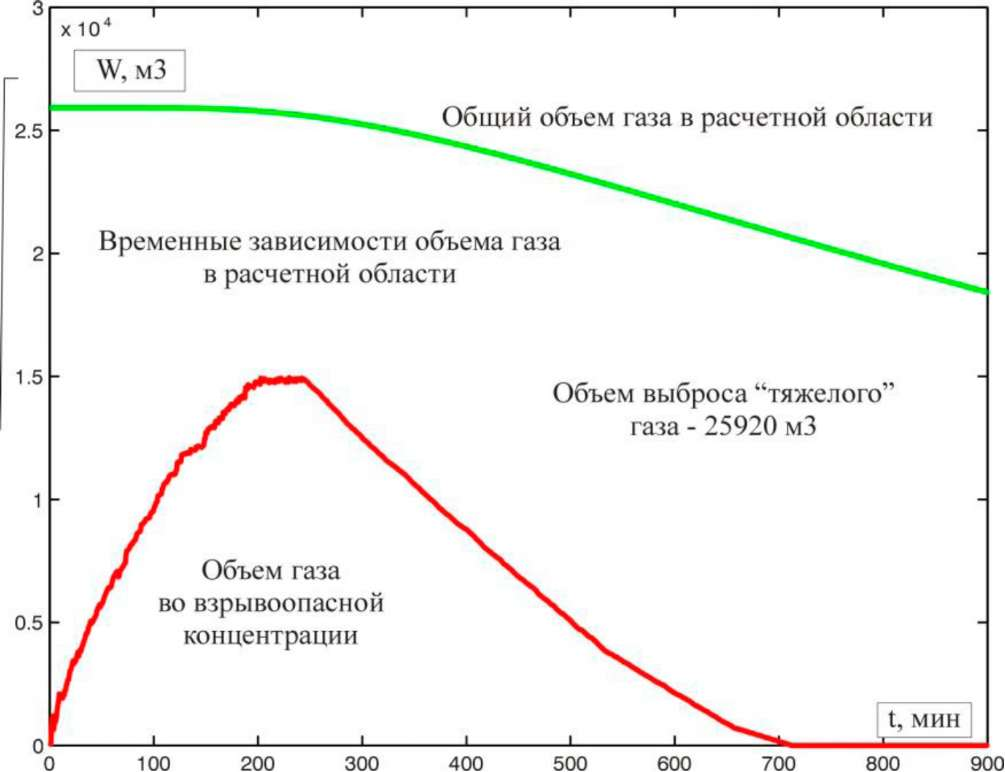 3
x 10⁴
W, м3
2.5
Общий объем газа в расчетной области
Временные зависимости объема газа
в расчетной области
2
1.5
Объем выброса “тяжелого”
газа - 25920 м3
1
Объем газа
во взрывоопасной
концентрации
0.5
t, мин
0
0 100 200 300 400 500 600 700 800 900